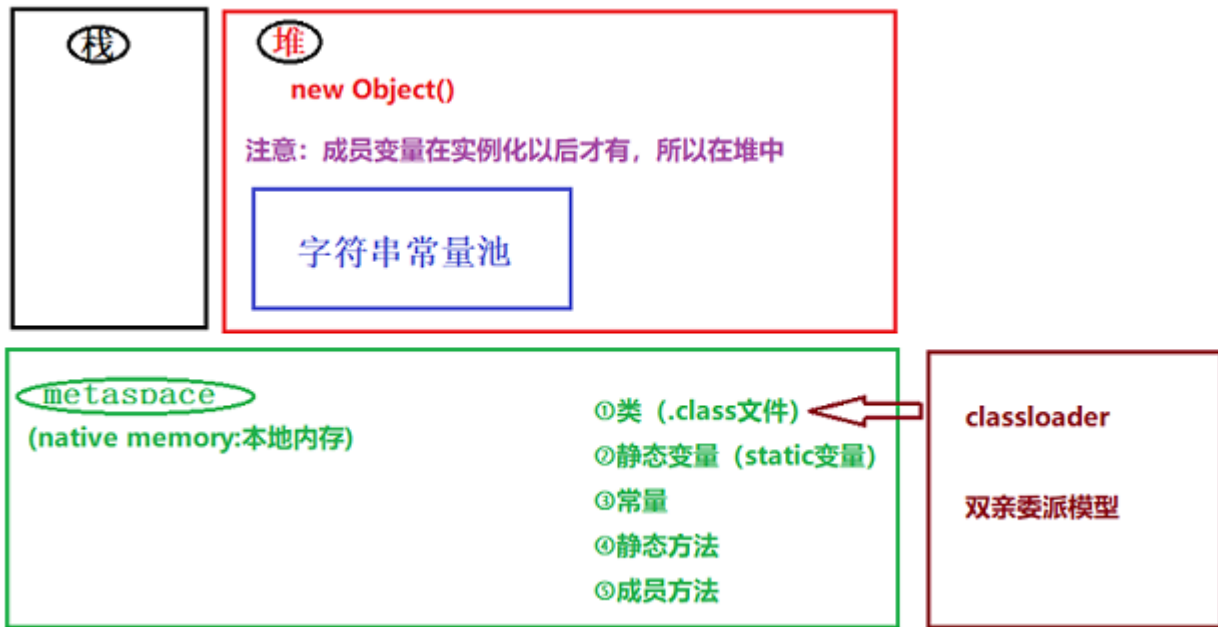 栈
堆
new Object()
注意：成员变量在实例化以后才有，所以在堆中
字符串常量池
metaspace
(native memory:本地内存)
①类（.class文件）
②静态变量（static变量）
③常量
④静态方法
⑤成员方法
classloader
双亲委派模型